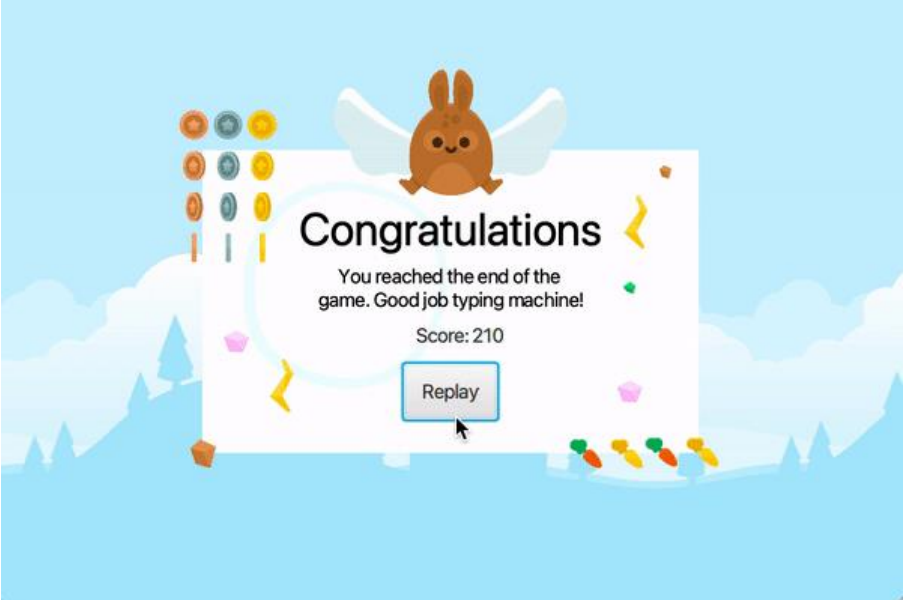 Congratulations
You reached the end of the
game. Good job typing machine!
Score: 210
Replay